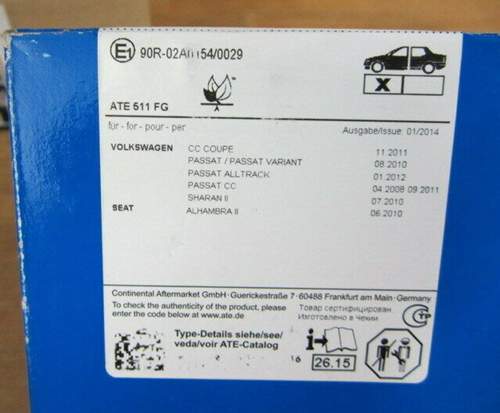 E1 90R-02A0154/0029
X
ATE 511 FG
für - for - pour - per
Ausgabe/Issue: 01/2014
VOLKSWAGEN CC COUPE 11.2011
PASSAT / PASSAT VARIANT 08.2010
PASSAT ALLTRACK 01.2012
PASSAT CC 04.2008 09.2011
SHARAN II 07.2010
SEAT ALHAMBRA II 06.2010
Continental Aftermarket GmbH · Guerickestraße 7 · 60488 Frankfurt am Main · Germany
To check the authenticity of the product, please
enter the code below at www.ate.de.
Товар сертифицирован
Изготовлено в Чехии
Type-Details siehe/see/
veda/voir ATE-Catalog
16
i
26.15